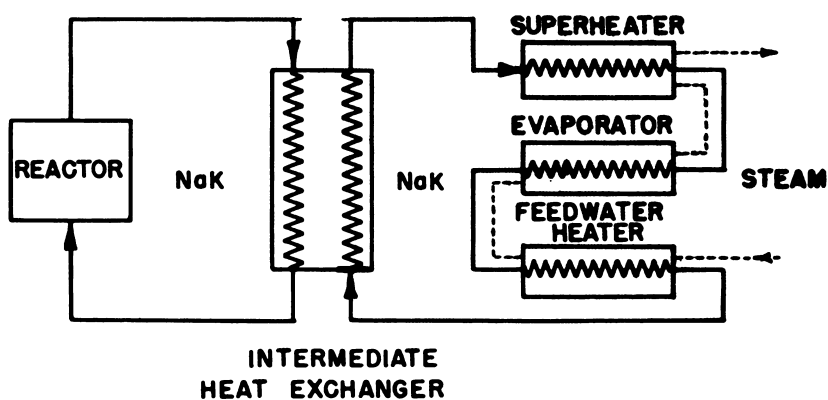 SUPERHEATER
EVAPORATOR
REACTOR
NaK
NaK
STEAM
FEEDWATER
HEATER
INTERMEDIATE
HEAT EXCHANGER